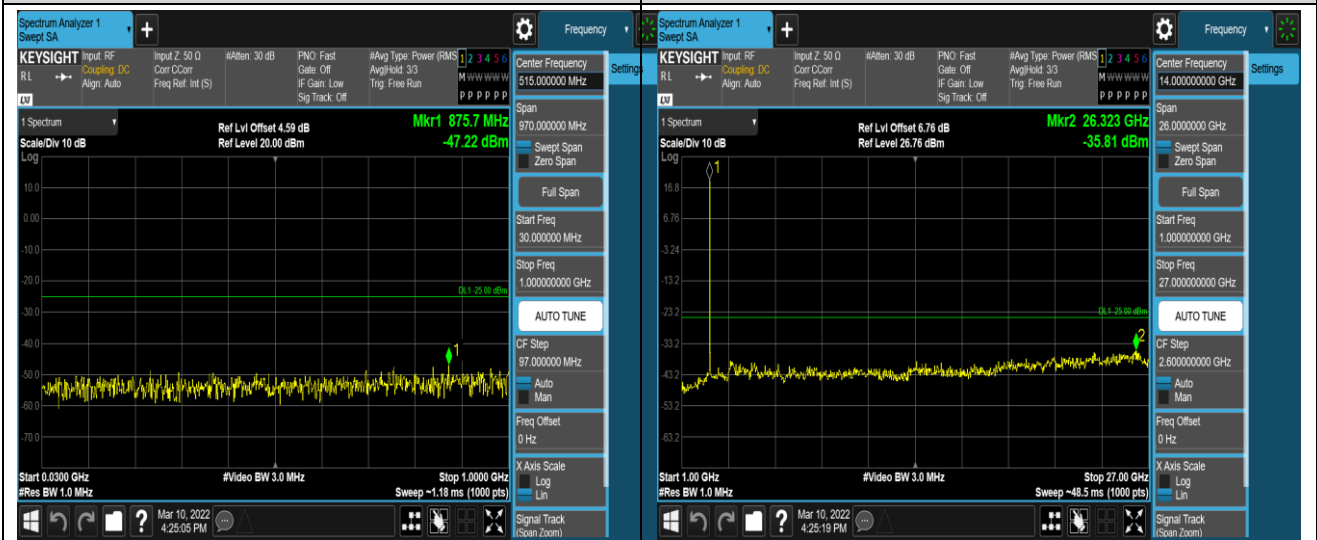 Spectrum Analyzer 1
Swept SA
+
Frequency
KEYSIGHT
Input: RF
Input Z: 50 Ω
#Atten: 30 dB
PNO: Fast
#Avg Type: Power (RMS
1 2 3 4 5 6
RL
Coupling: DC
Corr CCorr
Gate: Off
Avg|Hold: 3/3
M W W W W W
Align: Auto
Freq Ref: Int (S)
IF Gain: Low
Trig: Free Run
Sig Track: Off
P P P P P P
LXI
1 Spectrum
Ref Lvl Offset 4.59 dB
Mkr1 875.7 MHz
Scale/Div 10 dB
Ref Level 20.00 dBm
-47.22 dBm
Log
10.0
0.00
-10.0
-20.0
DL1 -25.00 dBm
-30.0
-40.0
1
-50.0
-60.0
-70.0
Start 0.0300 GHz
#Video BW 3.0 MHz
Stop 1.0000 GHz
#Res BW 1.0 MHz
Sweep ~1.18 ms (1000 pts)
?
Mar 10, 2022
4:25:05 PM
Center Frequency
515.000000 MHz
Settings
Span
970.000000 MHz
Swept Span
Zero Span
Full Span
Start Freq
30.000000 MHz
Stop Freq
1.000000000 GHz
AUTO TUNE
CF Step
97.000000 MHz
Auto
Man
Freq Offset
0 Hz
X Axis Scale
Log
Lin
Signal Track
(Span Zoom)
Spectrum Analyzer 1
Swept SA
+
Frequency
KEYSIGHT
Input: RF
Input Z: 50 Ω
#Atten: 30 dB
PNO: Fast
#Avg Type: Power (RMS
1 2 3 4 5 6
RL
Coupling: DC
Corr CCorr
Gate: Off
Avg|Hold: 3/3
M W W W W W
Align: Auto
Freq Ref: Int (S)
IF Gain: Low
Trig: Free Run
Sig Track: Off
P P P P P P
LXI
1 Spectrum
Ref Lvl Offset 6.76 dB
Mkr2 26.323 GHz
Scale/Div 10 dB
Ref Level 26.76 dBm
-35.81 dBm
Log
1
16.8
6.76
-3.24
-13.2
-23.2
DL1 -25.00 dBm
-33.2
2
-43.2
-53.2
-63.2
Start 1.00 GHz
#Video BW 3.0 MHz
Stop 27.00 GHz
#Res BW 1.0 MHz
Sweep ~48.5 ms (1000 pts)
?
Mar 10, 2022
4:25:19 PM
Center Frequency
14.000000000 GHz
Settings
Span
26.0000000 GHz
Swept Span
Zero Span
Full Span
Start Freq
1.000000000 GHz
Stop Freq
27.000000000 GHz
AUTO TUNE
CF Step
2.600000000 GHz
Auto
Man
Freq Offset
0 Hz
X Axis Scale
Log
Lin
Signal Track
(Span Zoom)